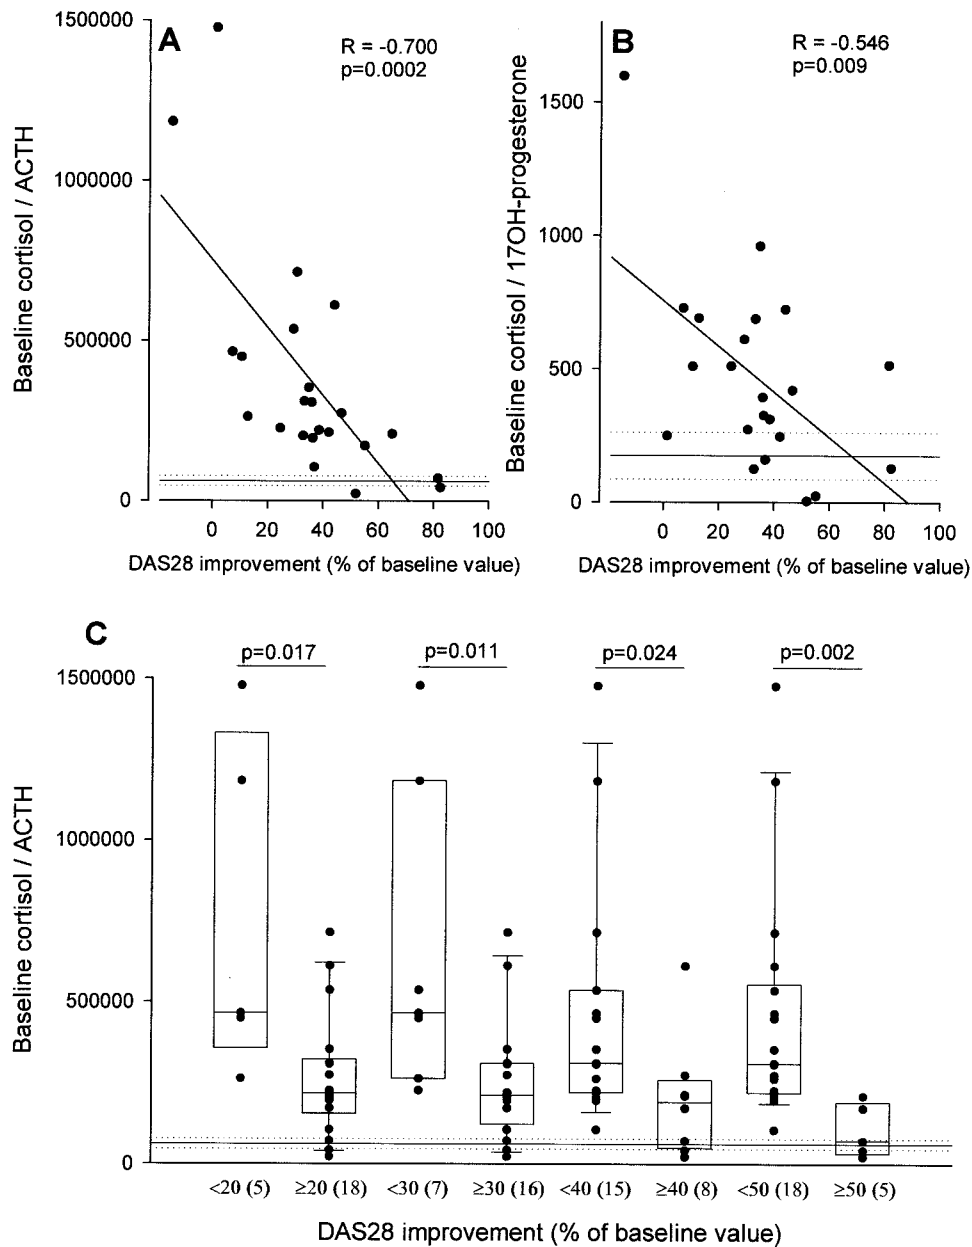 A
R = -0.700
p=0.0002
Baseline cortisol / ACTH
1500000
1000000
500000
0
0 20 40 60 80 100
DAS28 improvement (% of baseline value)
B
R = -0.546
p=0.009
Baseline cortisol / 17OH-progesterone
1500
1000
500
0
0 20 40 60 80 100
DAS28 improvement (% of baseline value)
C
p=0.017 p=0.011 p=0.024 p=0.002
Baseline cortisol / ACTH
1500000
1000000
500000
0
<20 (5) ≥20 (18) <30 (7) ≥30 (16) <40 (15) ≥40 (8) <50 (18) ≥50 (5)
DAS28 improvement (% of baseline value)